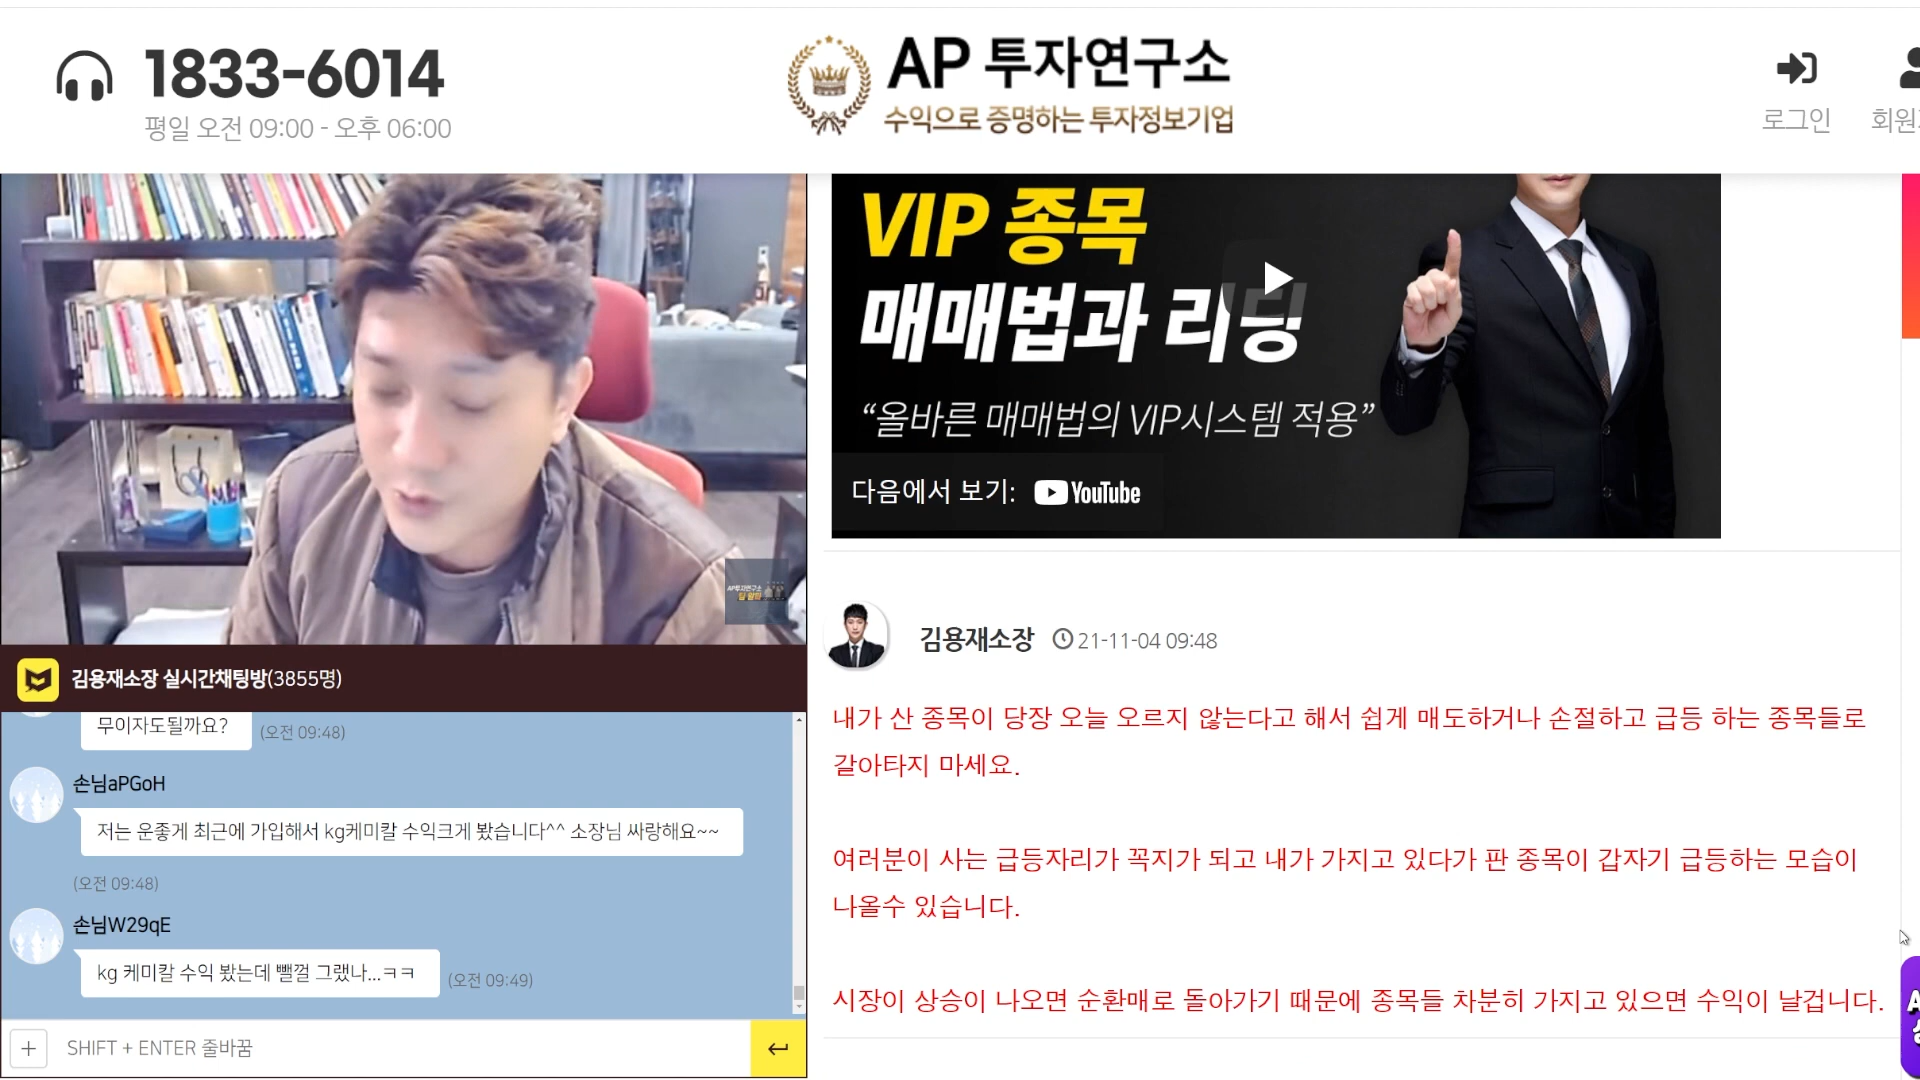 1833-6014
평일 오전 09:00 - 오후 06:00
AP 투자연구소
수익으로 증명하는 투자정보기업
로그인
회원
VIP 종목
매매법과 리딩
“올바른 매매법의 VIP시스템 적용”
다음에서 보기: YouTube
AP투자연구소
김용재소장 실시간채팅방(3855명)
무이자도될까요?
(오전 09:48)
손님aPGoH
저는 운좋게 최근에 가입해서 kg케미칼 수익크게 봤습니다^^ 소장님 싸랑해요~~
(오전 09:48)
손님W29qE
kg 케미칼 수익 봤는데 뺄껄 그랬나...ㅋㅋ
(오전 09:49)
SHIFT + ENTER 줄바꿈
김용재소장
21-11-04 09:48
내가 산 종목이 당장 오늘 오르지 않는다고 해서 쉽게 매도하거나 손절하고 급등 하는 종목들로
갈아타지 마세요.
여러분이 사는 급등자리가 꼭지가 되고 내가 가지고 있다가 판 종목이 갑자기 급등하는 모습이
나올수 있습니다.
시장이 상승이 나오면 순환매로 돌아가기 때문에 종목들 차분히 가지고 있으면 수익이 날겁니다.